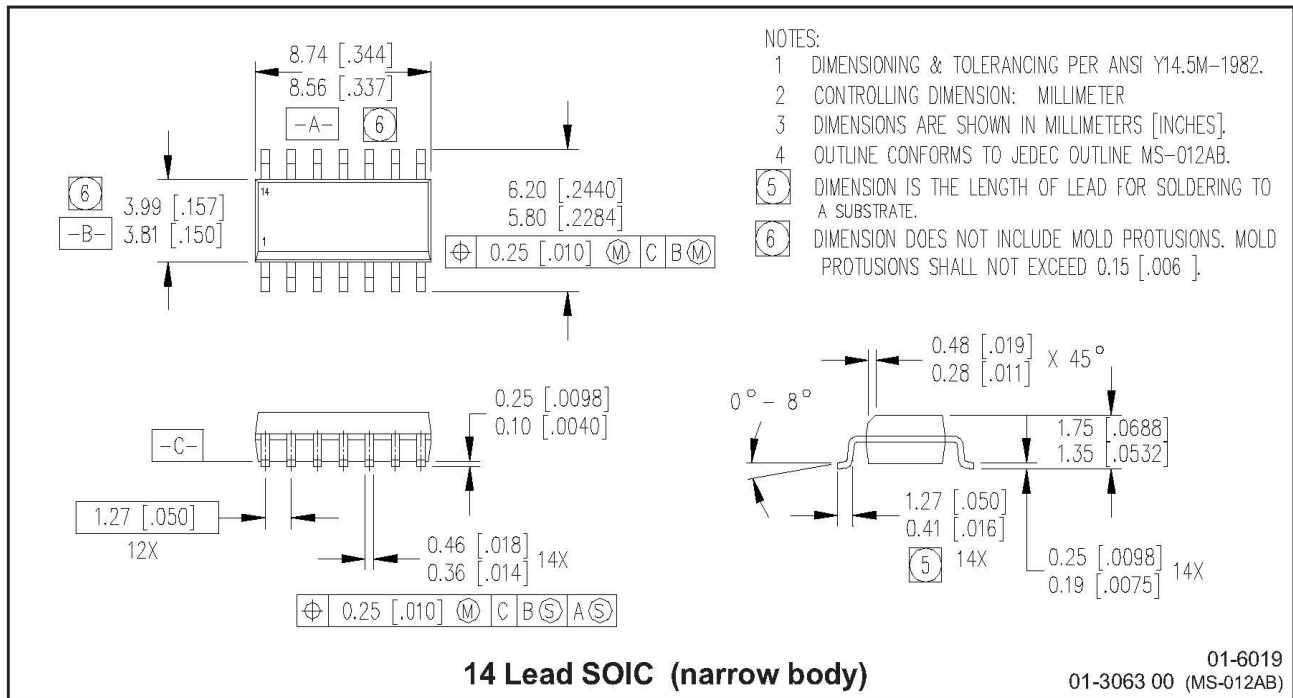 8.74 [.344]
8.56 [.337]
-A- 6
14
1
6
3.99 [.157]
-B- 3.81 [.150]
6.20 [.2440]
5.80 [.2284]
⌖ 0.25 [.010] Ⓜ C B Ⓜ
NOTES:
1 DIMENSIONING & TOLERANCING PER ANSI Y14.5M-1982.
2 CONTROLLING DIMENSION: MILLIMETER
3 DIMENSIONS ARE SHOWN IN MILLIMETERS [INCHES].
4 OUTLINE CONFORMS TO JEDEC OUTLINE MS-012AB.
5 DIMENSION IS THE LENGTH OF LEAD FOR SOLDERING TO
A SUBSTRATE.
6 DIMENSION DOES NOT INCLUDE MOLD PROTUSIONS. MOLD
PROTUSIONS SHALL NOT EXCEED 0.15 [.006 ].
-C-
0.25 [.0098]
0.10 [.0040]
1.27 [.050]
12X
0.46 [.018]
0.36 [.014] 14X
⌖ 0.25 [.010] Ⓜ C B Ⓢ A Ⓢ
0.48 [.019]
0.28 [.011] X 45°
0° - 8°
1.75 [.0688]
1.35 [.0532]
1.27 [.050]
0.41 [.016]
5 14X
0.25 [.0098]
0.19 [.0075] 14X
14 Lead SOIC (narrow body)
01-6019
01-3063 00 (MS-012AB)